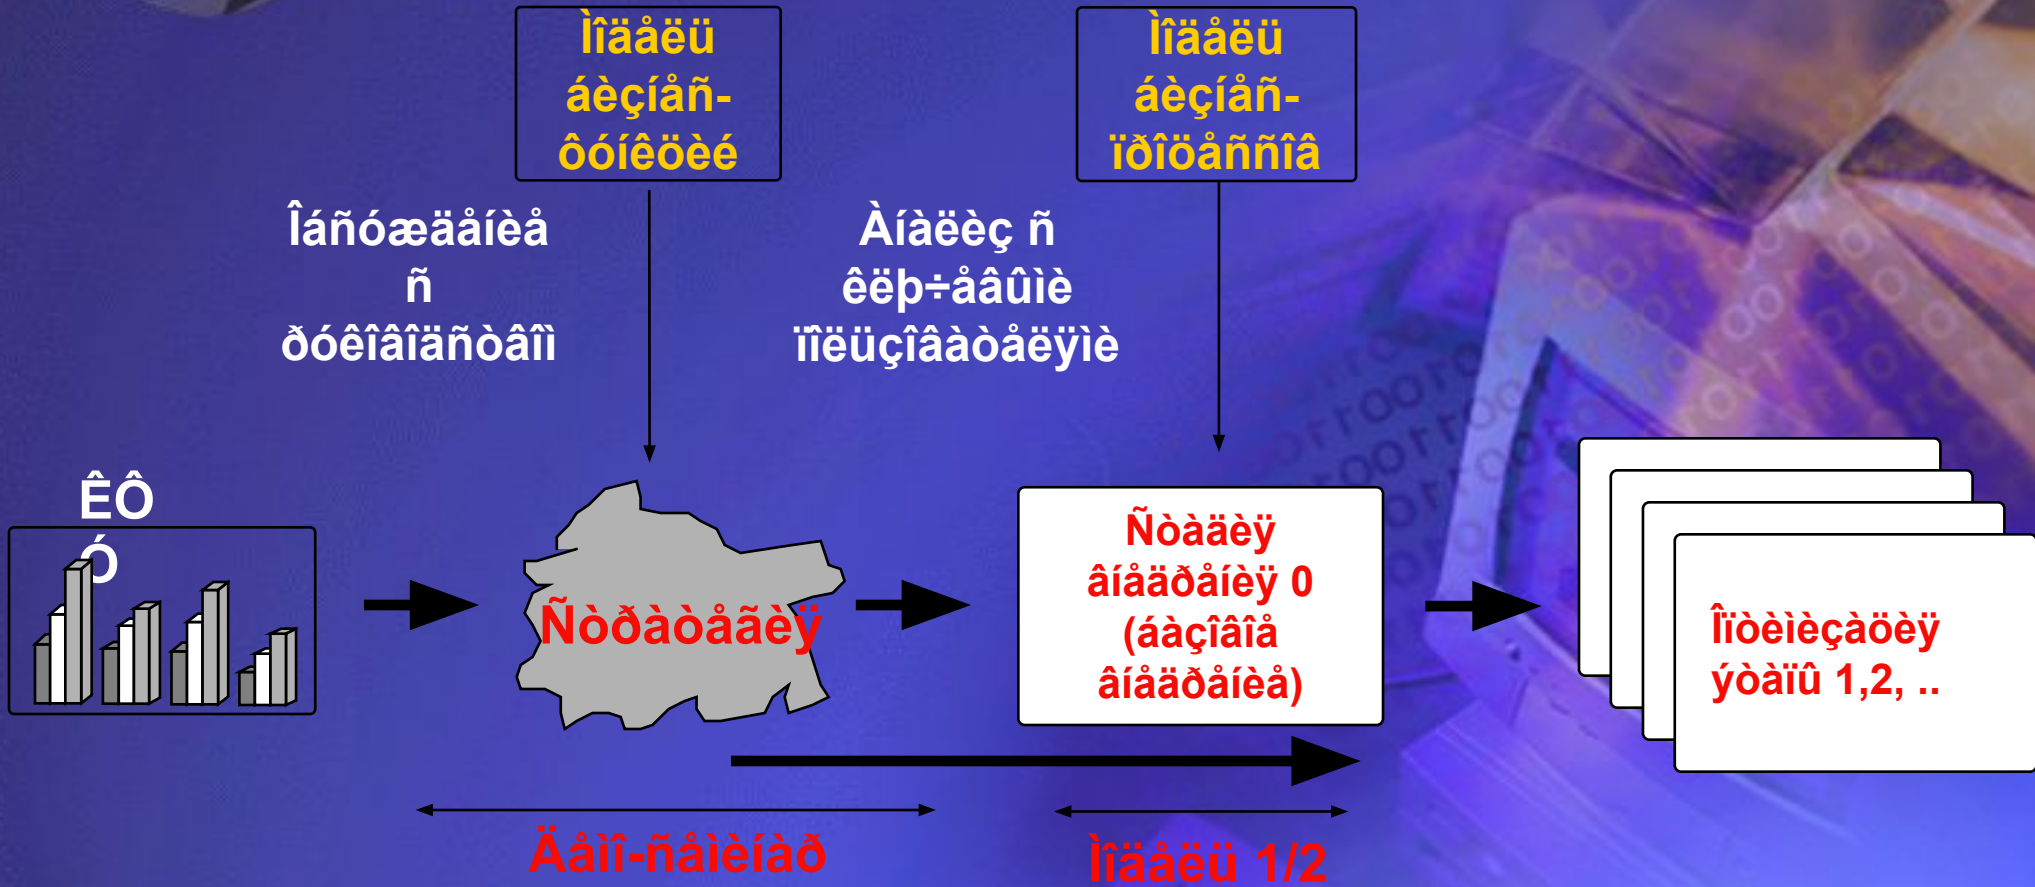 Ìîäåëü
áèçíåñ-
ôóíêöèé
Ìîäåëü
áèçíåñ-
ïðîöåññîâ
Îáñóæäåíèå
ñ
ðóêîâîäñòâîì
Àíàëèç ñ
êëþ÷åâûìè
ïîëüçîâàòåëÿìè
ÊÔ
Ó
Ñòðàòåãèÿ
Ñòàäèÿ
âíåäðåíèÿ 0
(áàçîâîå
âíåäðåíèå)
Îïòèìèçàöèÿ
ýòàïû 1,2, ..
Äåìî-ñåìèíàð
Ìîäåëü 1/2